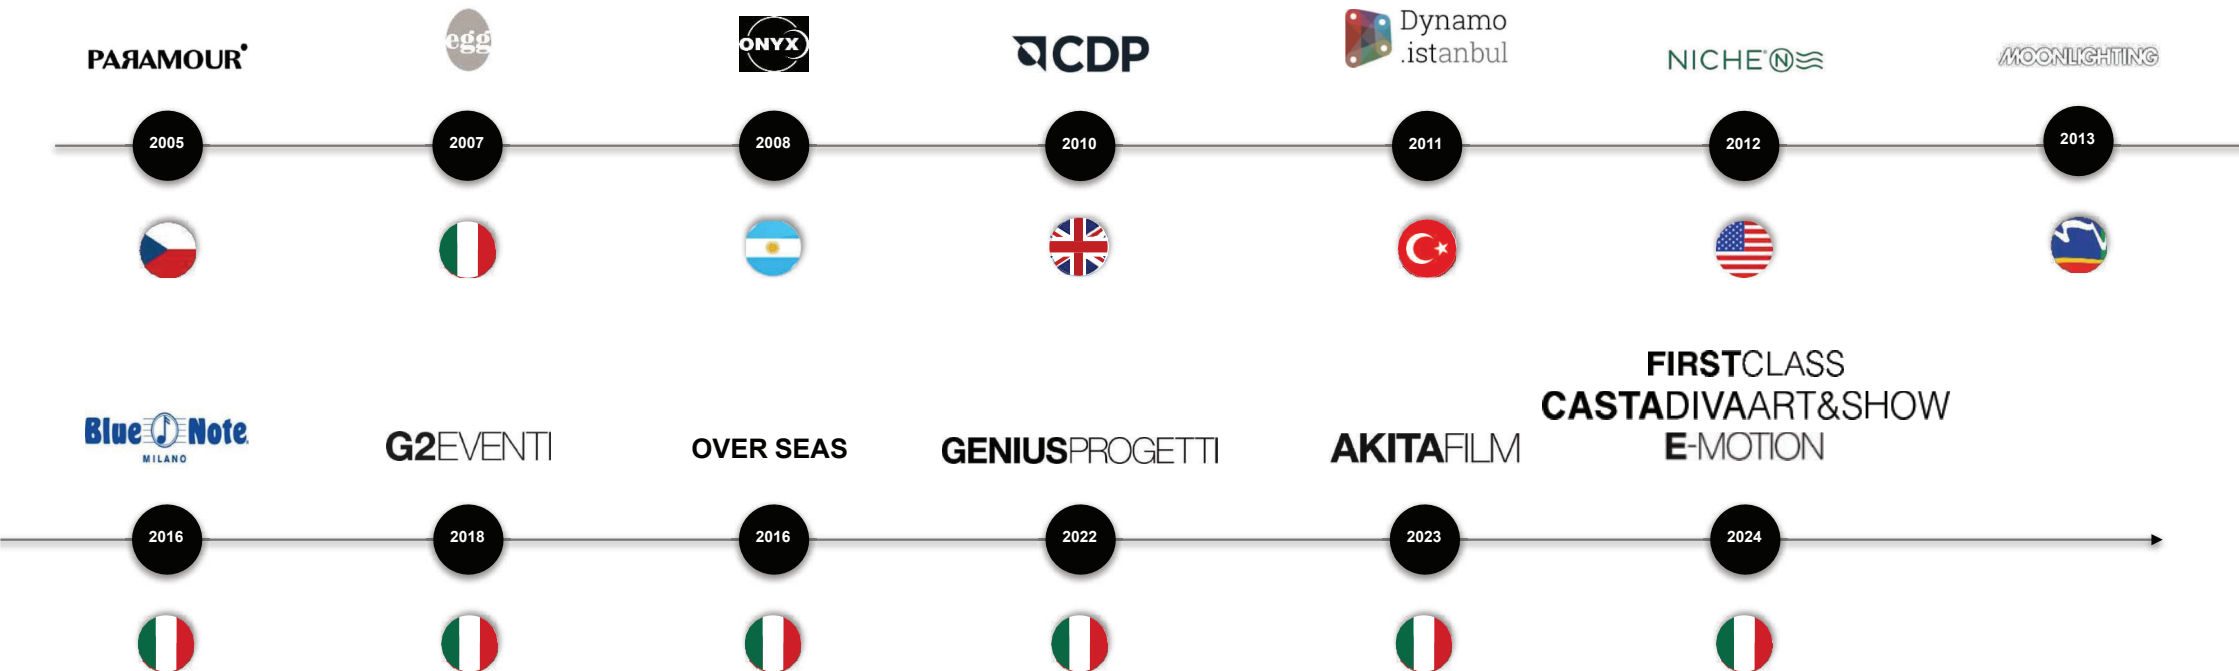 PAЯAMOUR
egg
ONYX
CDP
Dynamo
.istanbul
NICHE N
MOONLIGHTING
2005
2007
2008
2010
2011
2012
2013
Blue Note
MILANO
G2EVENTI
OVER SEAS
GENIUSPROGETTI
AKITAFILM
FIRSTCLASS
CASTADIVAART&SHOW
E-MOTION
2016
2018
2016
2022
2023
2024